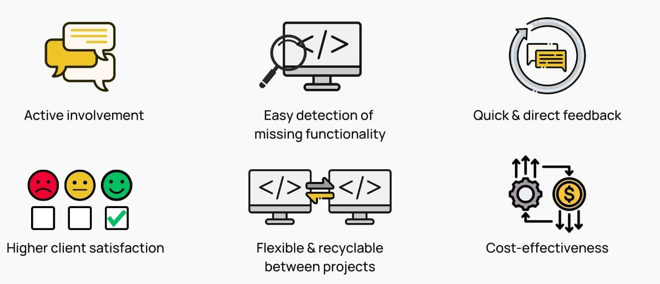 </>
Active involvement
Easy detection of
missing functionality
Quick & direct feedback
</> </>
$
Higher client satisfaction
Flexible & recyclable
between projects
Cost-effectiveness